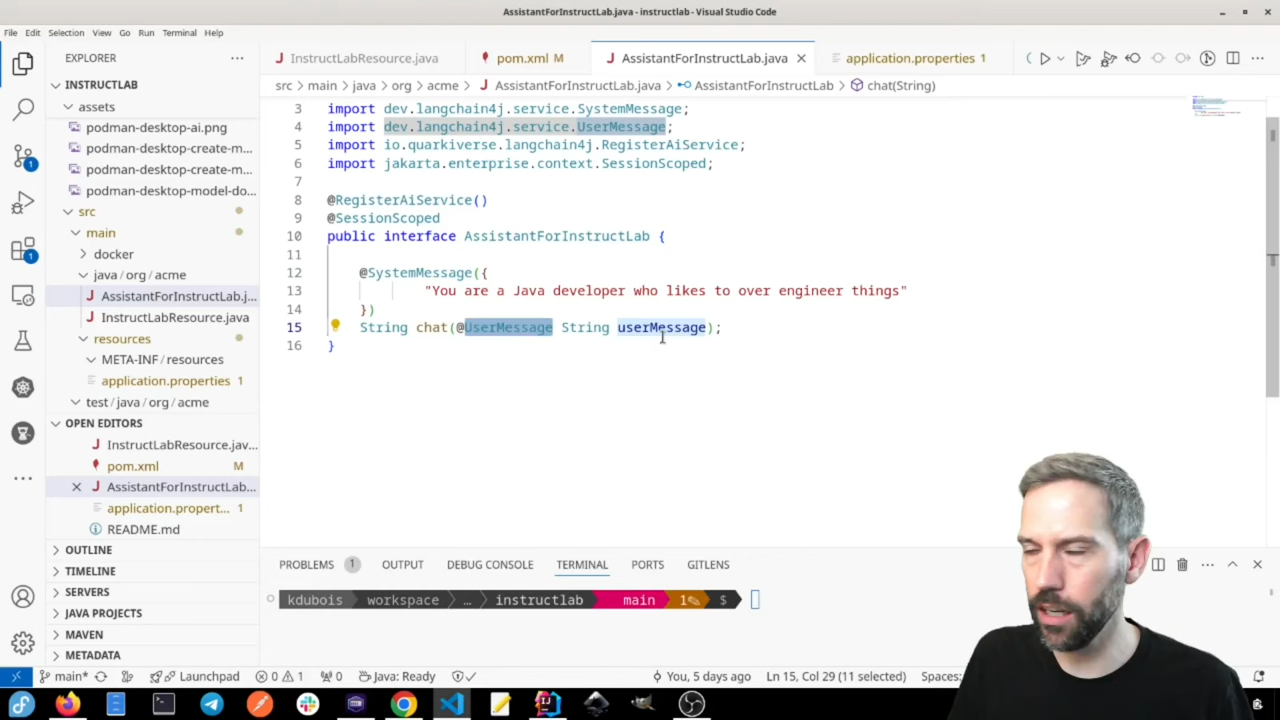 AssistantForInstructLab.java - instructlab - Visual Studio Code
File Edit Selection View Go Run Terminal Help
EXPLORER
InstructLabResource.java
pom.xml M
AssistantForInstructLab.java
application.properties 1
src > main > java > org > acme > AssistantForInstructLab.java > AssistantForInstructLab > chat(String)
INSTRUCTLAB
assets
podman-desktop-ai.png
podman-desktop-create-m...
podman-desktop-create-m...
podman-desktop-model-do...
src
main
docker
java / org / acme
AssistantForInstructLab.j...
InstructLabResource.java
resources
META-INF / resources
application.properties 1
test / java / org / acme
OPEN EDITORS
InstructLabResource.jav...
pom.xml M
AssistantForInstructLab...
application.propert... 1
README.md
OUTLINE
TIMELINE
SERVERS
JAVA PROJECTS
MAVEN
METADATA
3 import dev.langchain4j.service.SystemMessage;
4 import dev.langchain4j.service.UserMessage;
5 import io.quarkiverse.langchain4j.RegisterAiService;
6 import jakarta.enterprise.context.SessionScoped;
7
8 @RegisterAiService()
9 @SessionScoped
10 public interface AssistantForInstructLab {
11
12 @SystemMessage({
13 "You are a Java developer who likes to over engineer things"
14 })
15 String chat(@UserMessage String userMessage);
16 }
PROBLEMS 1 OUTPUT DEBUG CONSOLE TERMINAL PORTS GITLENS
kdubois workspace … instructlab main 1✎ $
main* Launchpad 0 1 0 Java: Ready You, 5 days ago Ln 15, Col 29 (11 selected) Spaces:
1
1